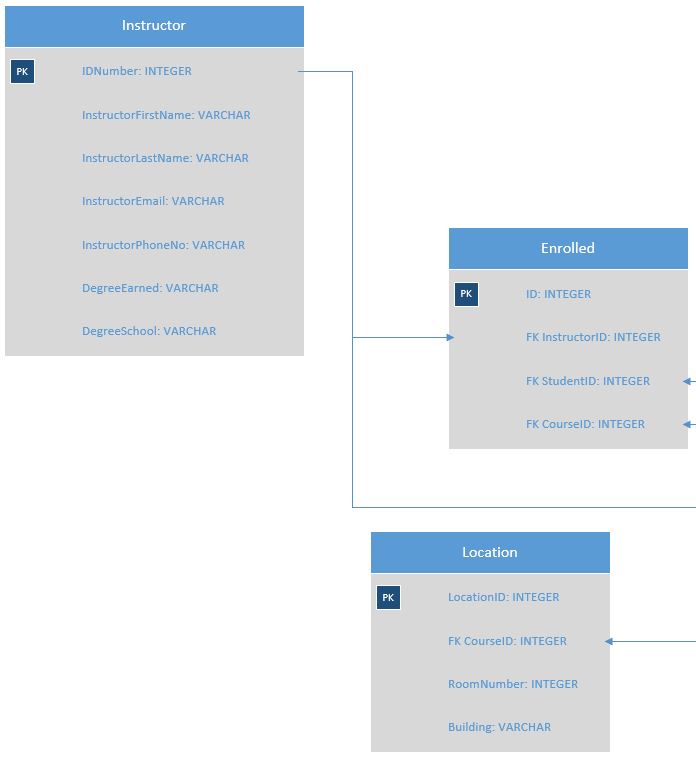 Instructor
PK
IDNumber: INTEGER
InstructorFirstName: VARCHAR
InstructorLastName: VARCHAR
InstructorEmail: VARCHAR
InstructorPhoneNo: VARCHAR
DegreeEarned: VARCHAR
DegreeSchool: VARCHAR
Enrolled
PK
ID: INTEGER
FK InstructorID: INTEGER
FK StudentID: INTEGER
FK CourseID: INTEGER
Location
PK
LocationID: INTEGER
FK CourseID: INTEGER
RoomNumber: INTEGER
Building: VARCHAR